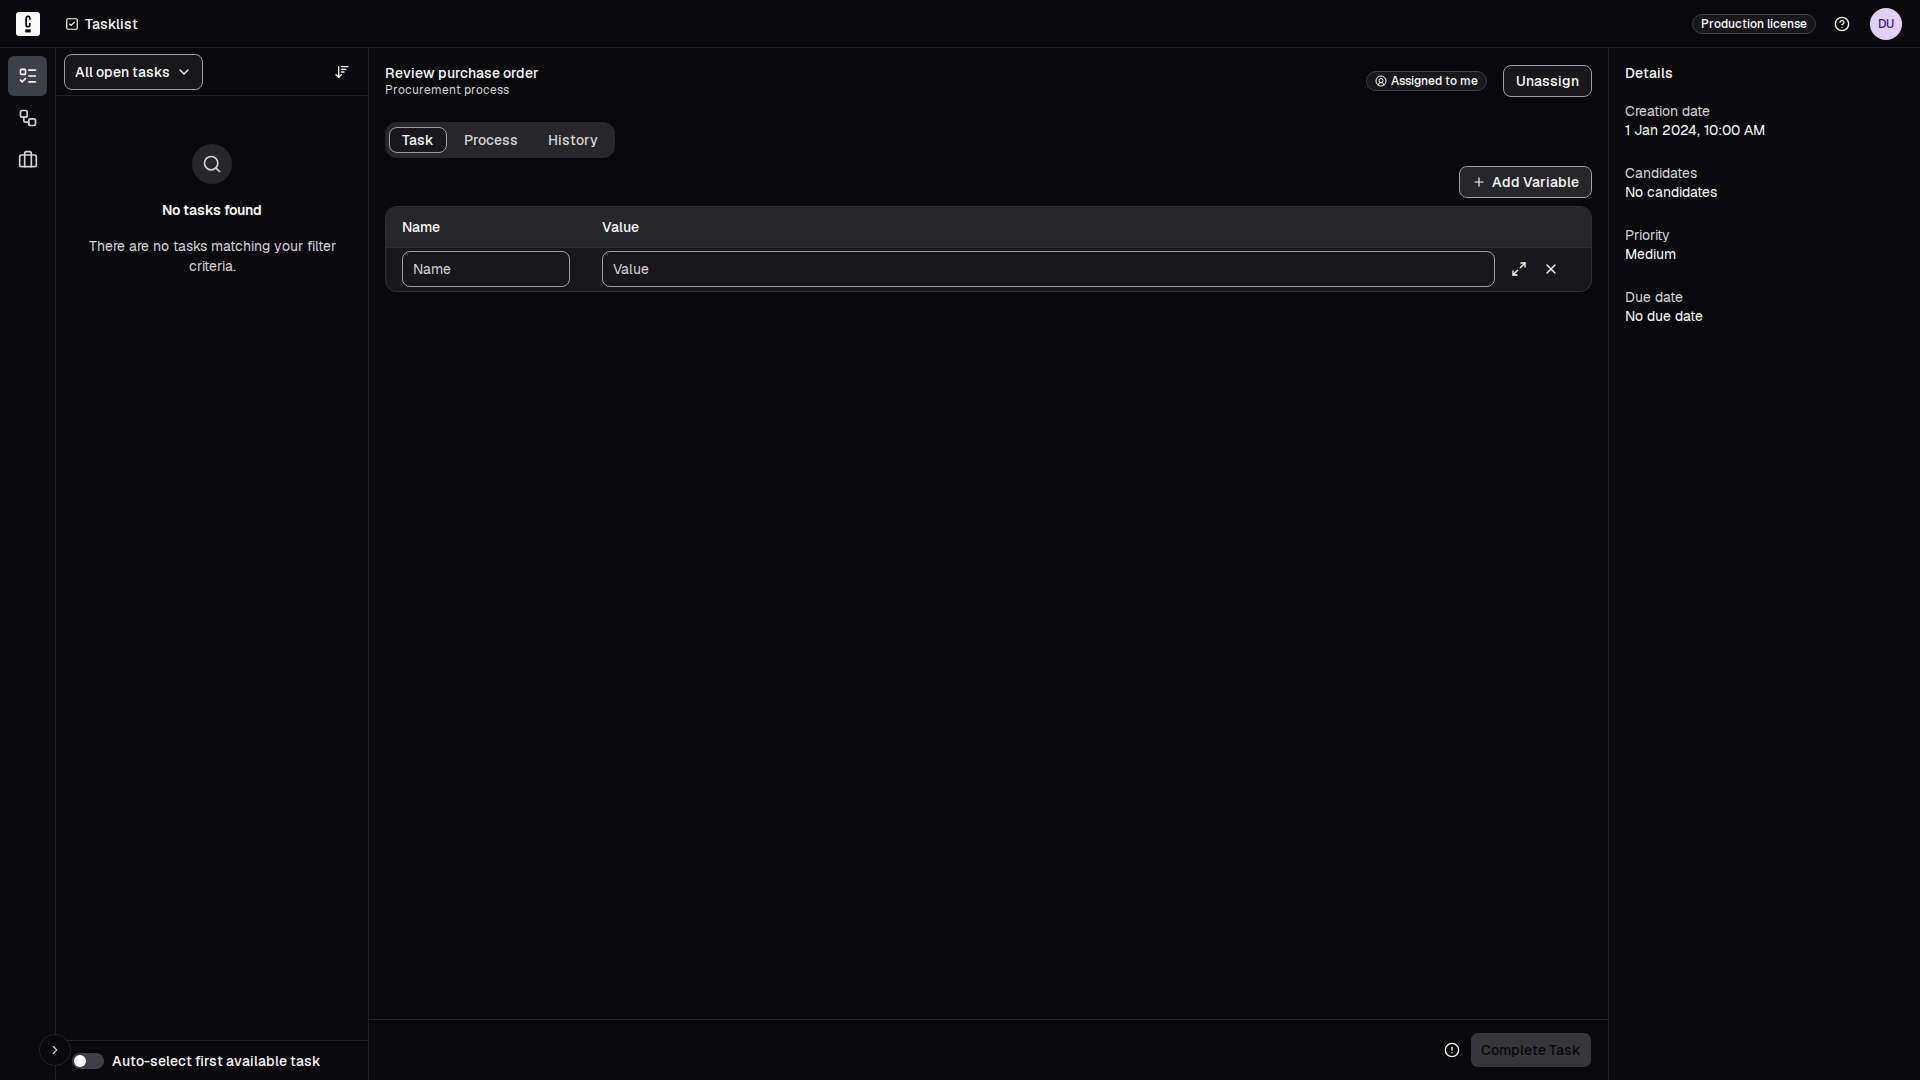 Tasklist
Production license
DU
All open tasks
No tasks found
There are no tasks matching your filter
criteria.
Auto-select first available task
Review purchase order
Procurement process
Assigned to me
Unassign
Task
Process
History
Add Variable
Name
Value
Name
Value
Complete Task
Details
Creation date
1 Jan 2024, 10:00 AM
Candidates
No candidates
Priority
Medium
Due date
No due date